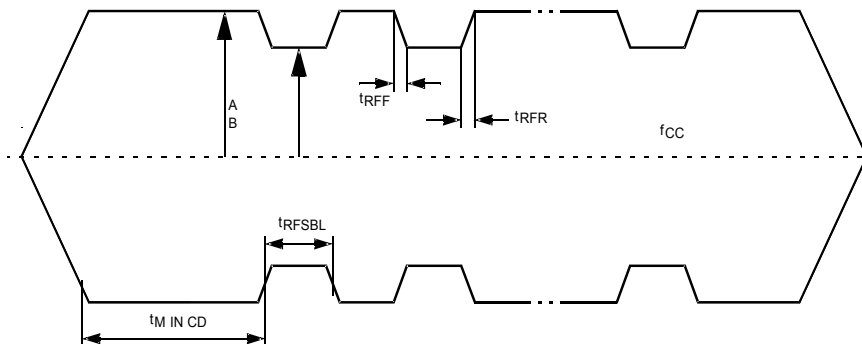 A
B
tRFF
tRFR
fCC
tRFSBL
tM IN CD